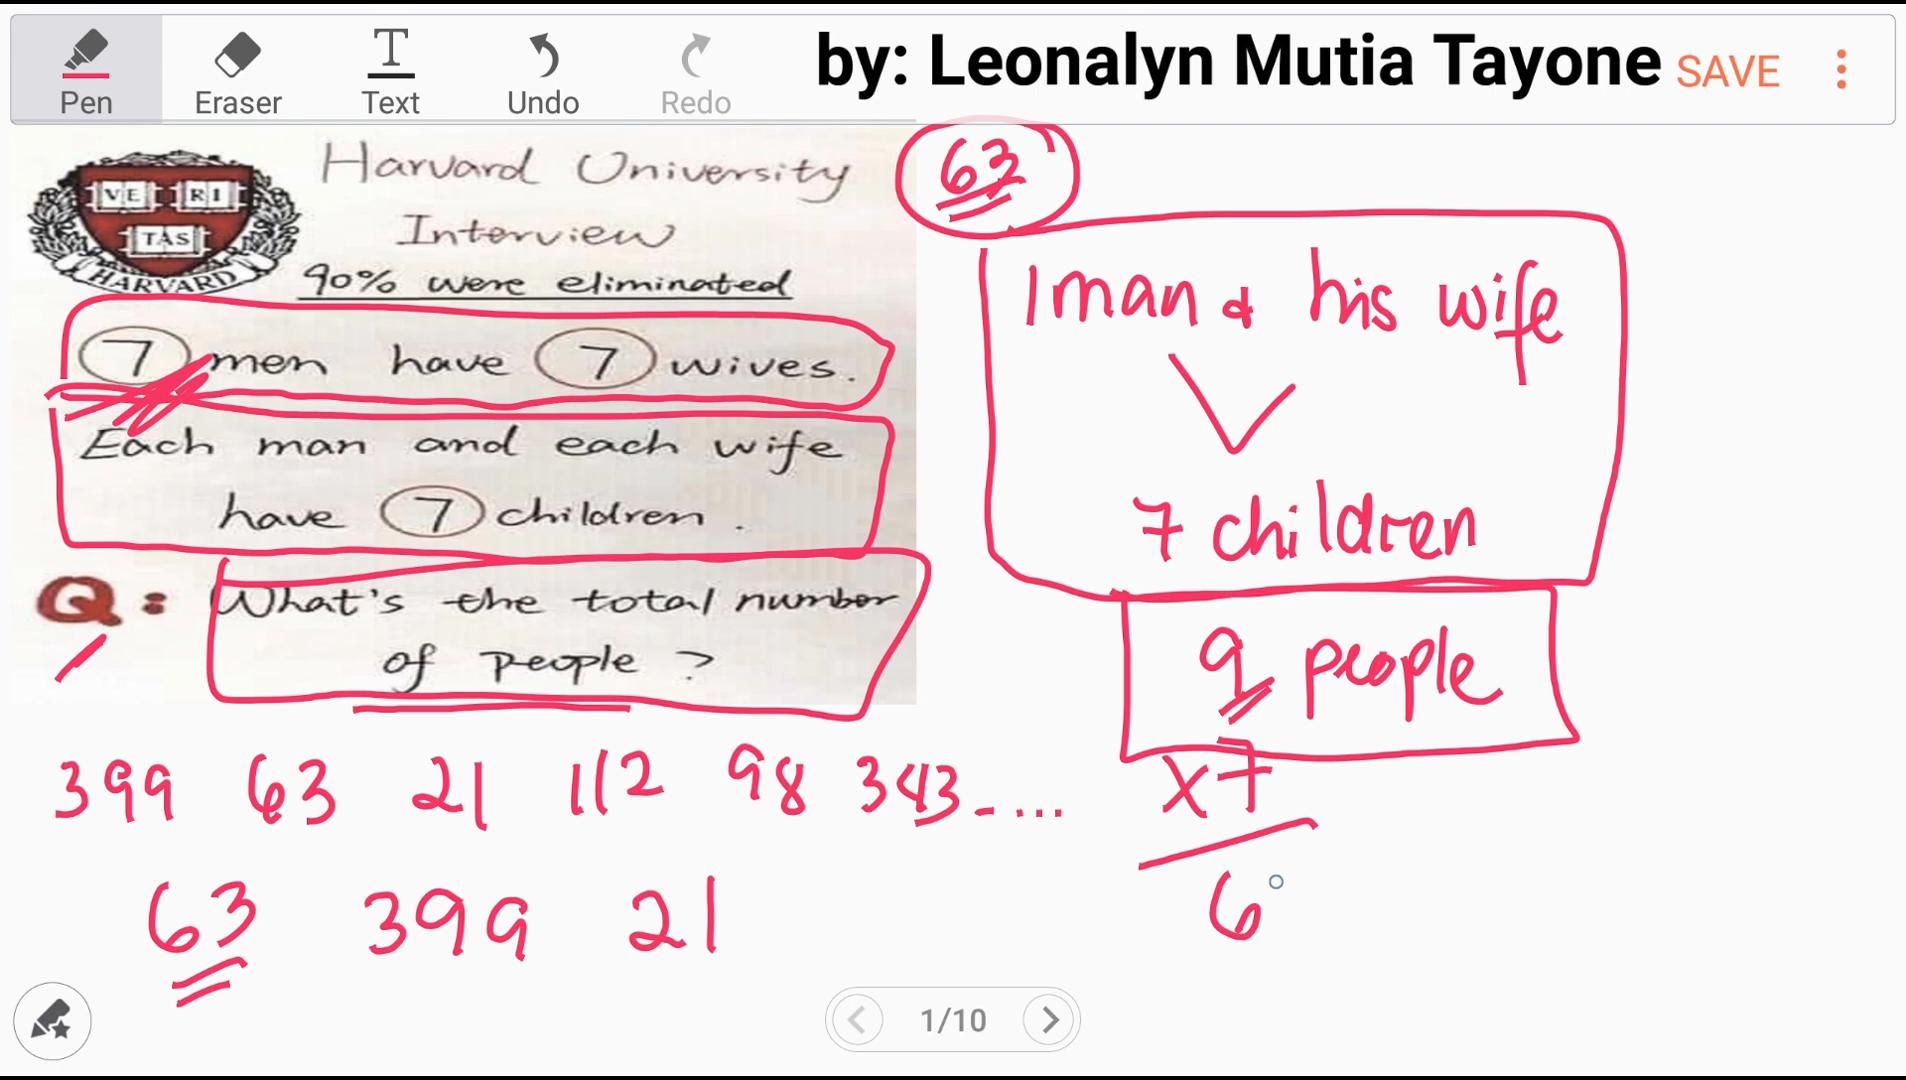 Pen
Eraser
Text
Undo
Redo
by: Leonalyn Mutia Tayone
SAVE
VE RI
TAS
HARVARD
Harvard University
Interview
90% were eliminated
7 men have 7 wives.
Each man and each wife
have 7 children.
Q: What's the total number
of people?
399 63 21 112 98 343-...
63 399 21
63
1 man & his wife
7 children
9 people
x7
6
1/10